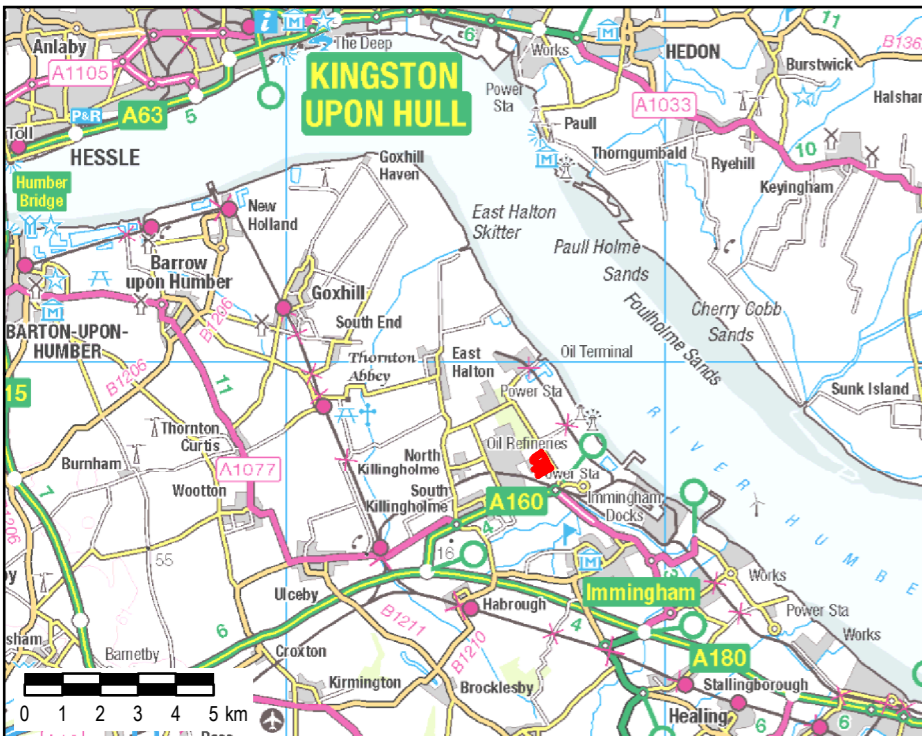 Anlaby
A1105
A63
P&R
5
Toll
HESSLE
Humber
Bridge
i
M
The Deep
KINGSTON
UPON HULL
6
Works
M
HEDON
11
Burstwick
Halsham
Power
Sta
A1033
Paull
M
Thorngumbald
Ryehill
10
Keyingham
Goxhill
Haven
New
Holland
East Halton
Skitter
Paull Holme
Sands
Foulholme Sands
Cherry Cobb
Sands
Sunk Island
Barrow
upon Humber
M
BARTON-UPON-
HUMBER
B1206
B1206
Goxhill
South End
Thornton
Abbey
East
Halton
Oil Terminal
Power Sta
15
11
Thornton
Curtis
Burnham
A1077
Wootton
North
Killingholme
South
Killingholme
Oil Refineries
Power Sta
A160
4
Immingham
Docks
RIVER HUMBE
7
55
16
M
Ulceby
Habrough
Immingham
Works
Power Sta
Works
6
B1211
B1210
4
A180
Barnetby
Croxton
Kirmington
Brocklesby
Stallingborough
Healing
6
6
0 1 2 3 4 5 km